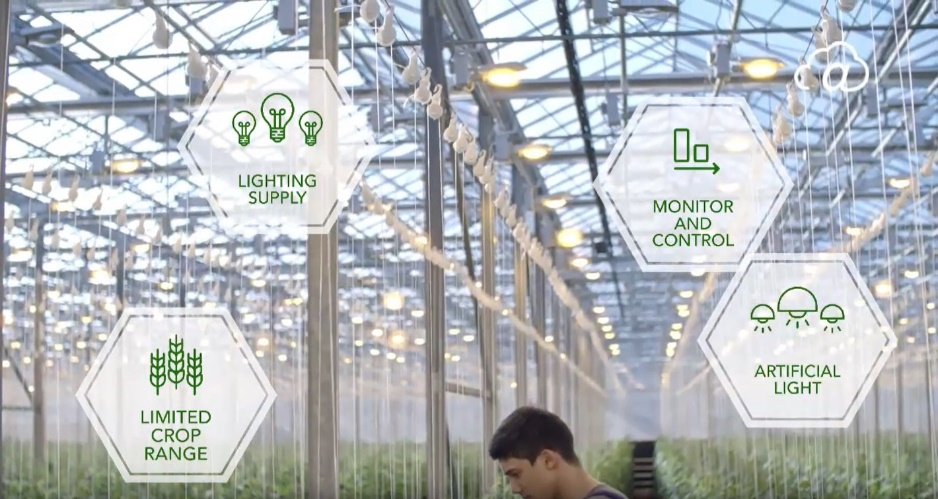 LIGHTING
SUPPLY
MONITOR
AND
CONTROL
ARTIFICIAL
LIGHT
LIMITED
CROP
RANGE
@